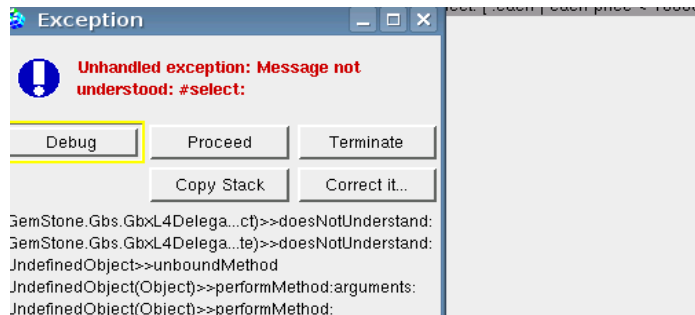 Exception
Unhandled exception: Message not
understood: #select:
Debug Proceed Terminate
Copy Stack Correct it...
GemStone.Gbs.GbxL4Delega...ct)>>doesNotUnderstand:
GemStone.Gbs.GbxL4Delega...te)>>doesNotUnderstand:
UndefinedObject>>unboundMethod
UndefinedObject(Object)>>performMethod:arguments:
UndefinedObject(Object)>>performMethod: